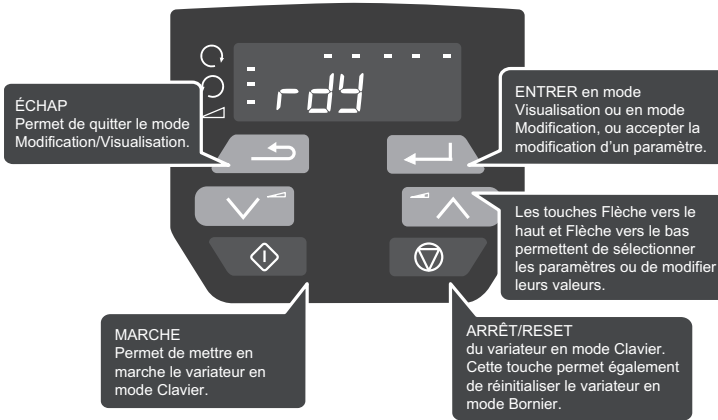 rdy
ÉCHAP
Permet de quitter le mode
Modification/Visualisation.
ENTRER en mode
Visualisation ou en mode
Modification, ou accepter la
modification d'un paramètre.
Les touches Flèche vers le
haut et Flèche vers le bas
permettent de sélectionner
les paramètres ou de modifier
leurs valeurs.
MARCHE
Permet de mettre en
marche le variateur en
mode Clavier.
ARRÊT/RESET
du variateur en mode Clavier.
Cette touche permet également
de réinitialiser le variateur en
mode Bornier.